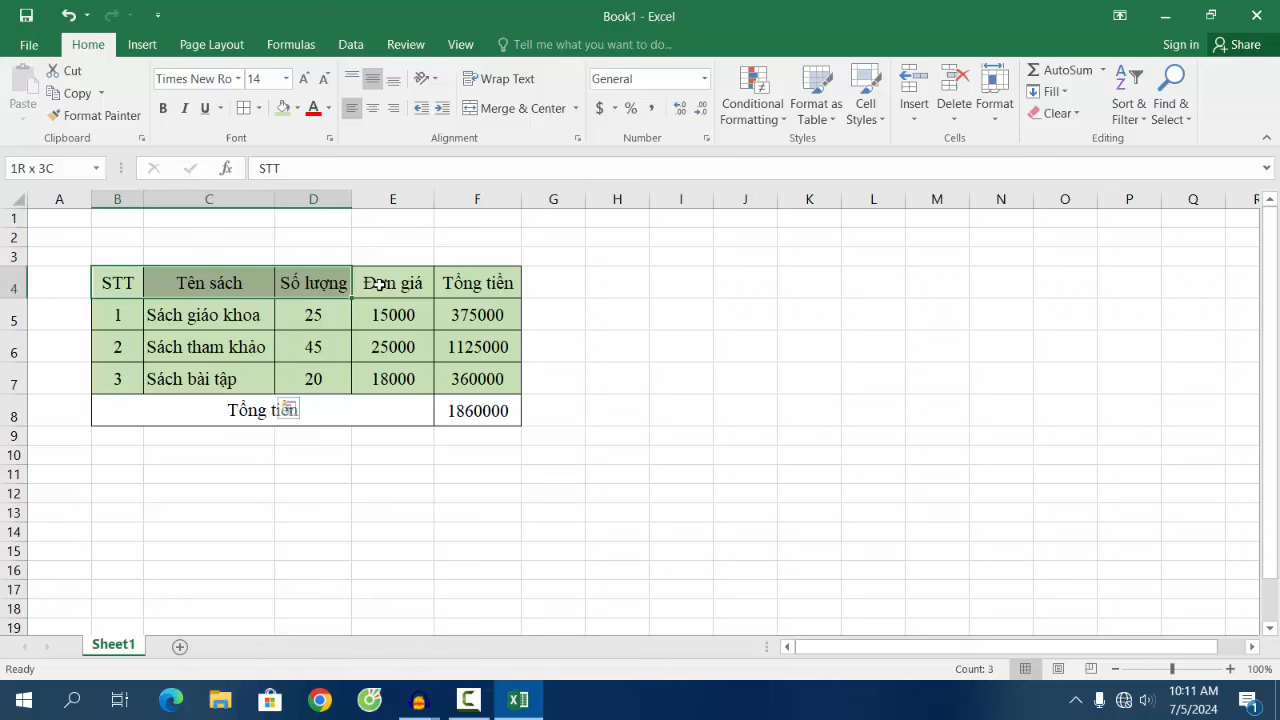 Book1 - Excel
File Home Insert Page Layout Formulas Data Review View Tell me what you want to do... Sign in Share
Paste Cut Copy Format Painter Clipboard
Times New Ro 14 B I U A Font
Wrap Text Merge & Center Alignment
General $ % Number
Conditional Formatting Format as Table Cell Styles Styles
Insert Delete Format Cells
AutoSum Fill Clear Sort & Filter Find & Select Editing
1R x 3C fx STT
A B C D E F G H I J K L M N O P Q R
1
2
3
4 STT Tên sách Số lượng Đơn giá Tổng tiền
5 1 Sách giáo khoa 25 15000 375000
6 2 Sách tham khảo 45 25000 1125000
7 3 Sách bài tập 20 18000 360000
8 Tổng tiền 1860000
9
10
11
12
13
14
15
16
17
18
19
Sheet1
Ready Count: 3 100%
10:11 AM
7/5/2024
1